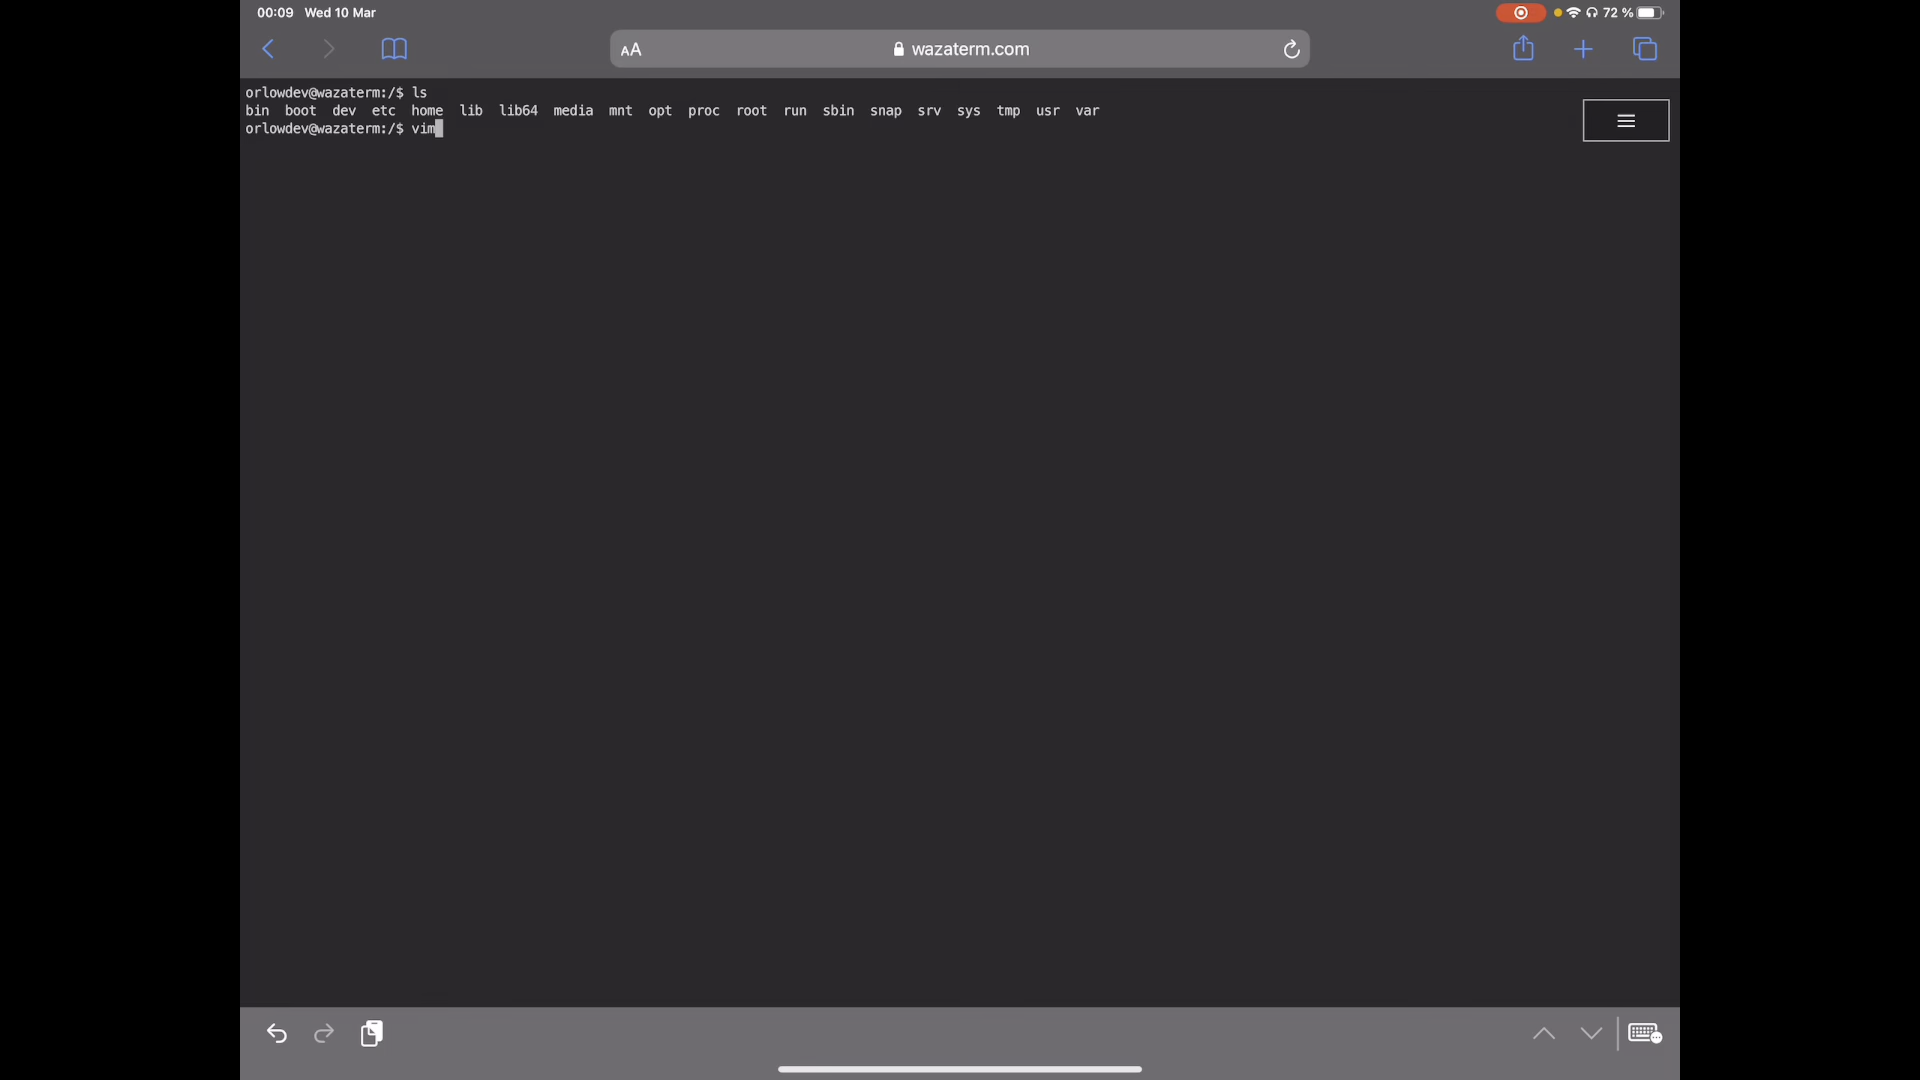 00:09 Wed 10 Mar
72 %
AA
wazaterm.com
orlowdev@wazaterm:/$ ls
bin boot dev etc home lib lib64 media mnt opt proc root run sbin snap srv sys tmp usr var
orlowdev@wazaterm:/$ vim